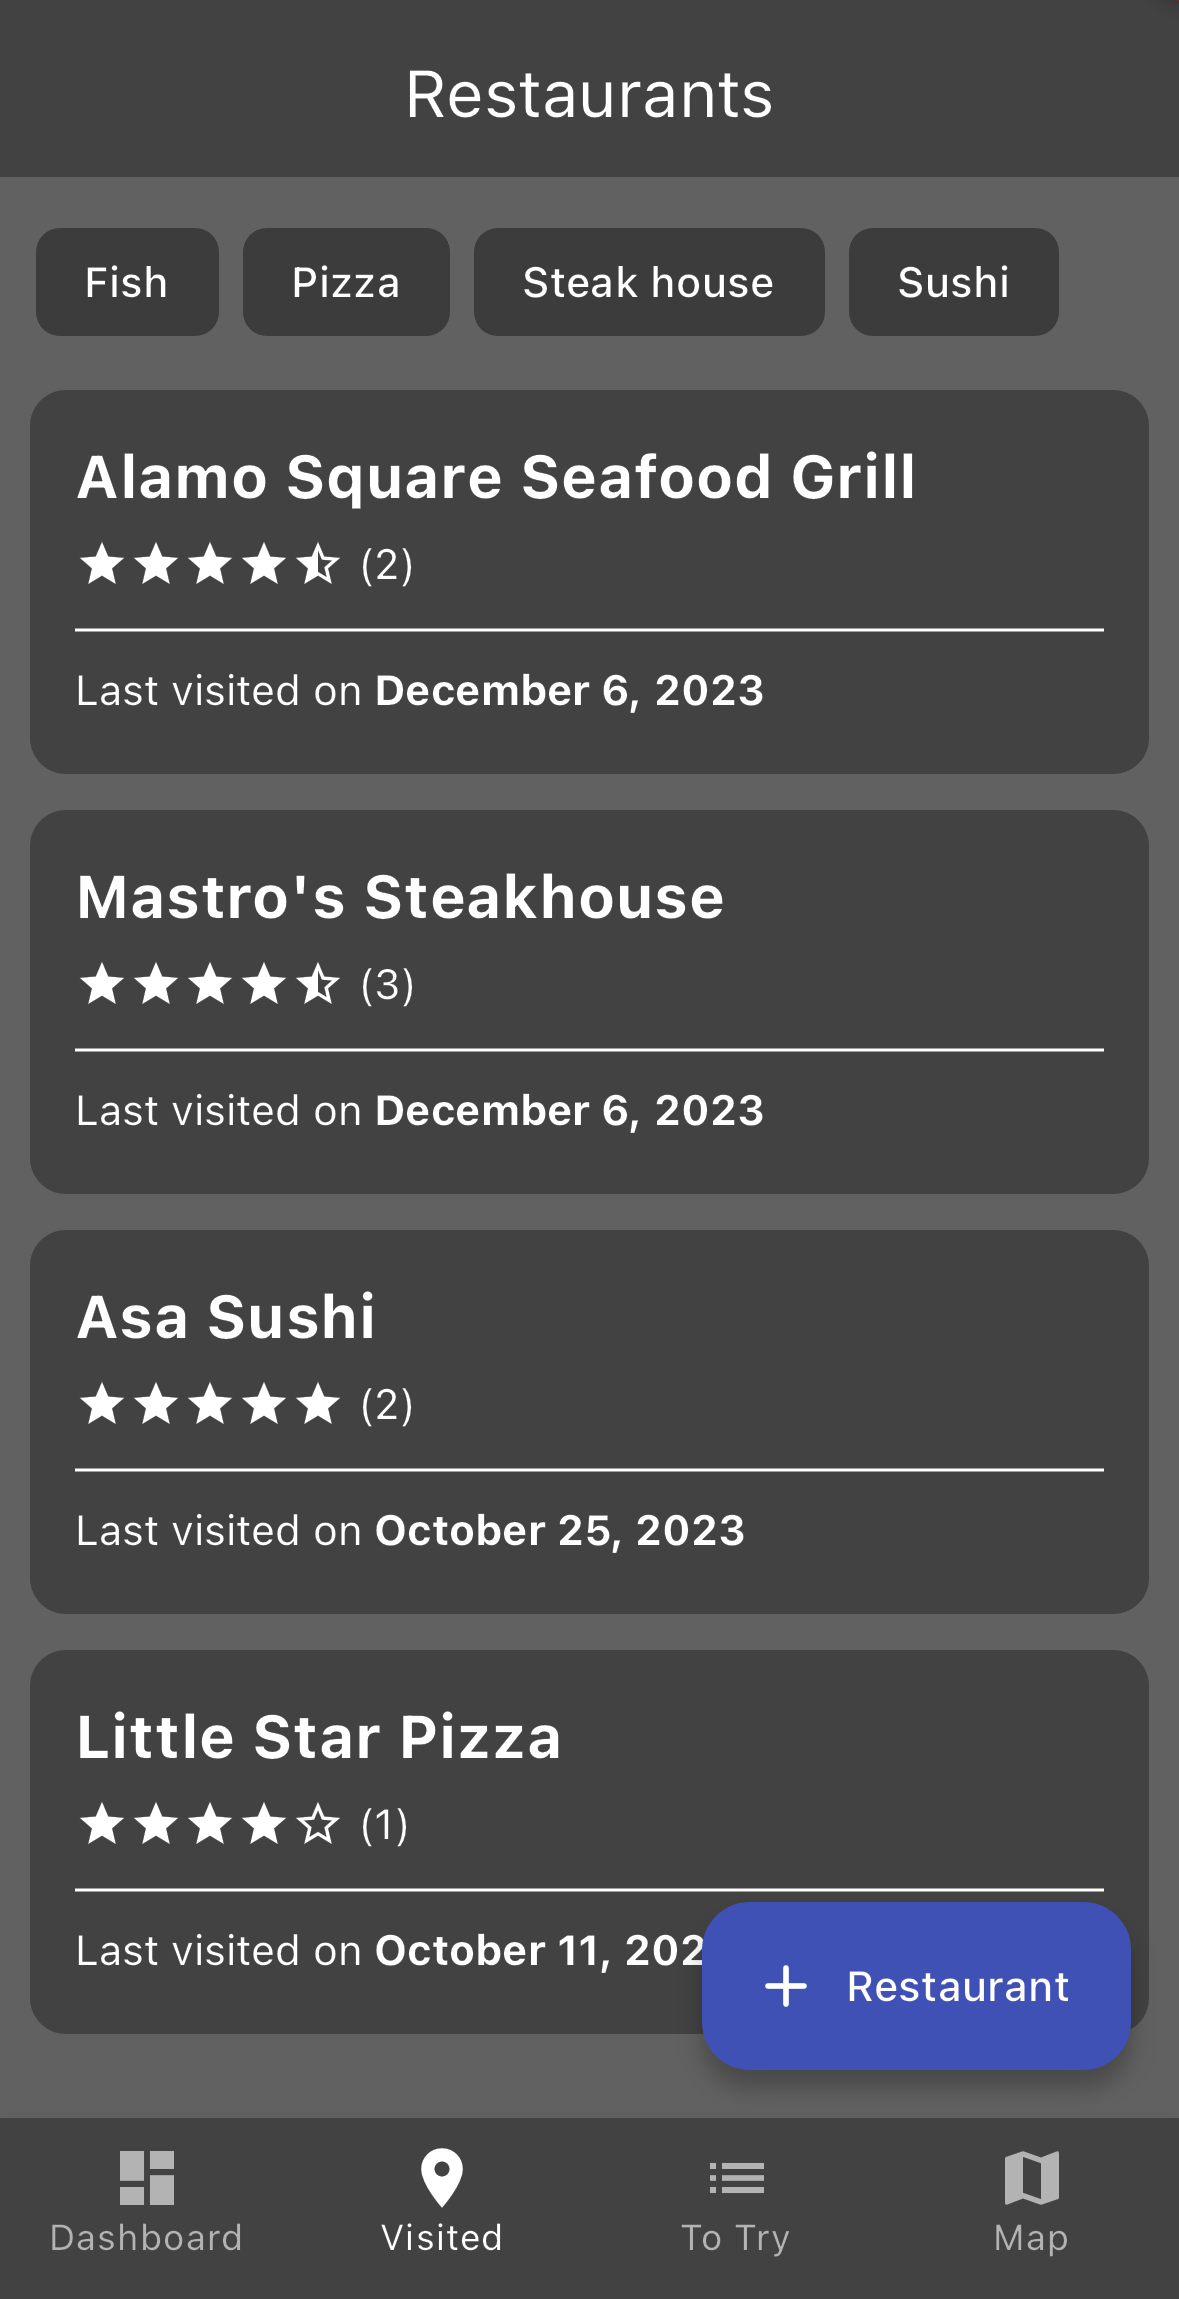 Restaurants
Fish Pizza Steak house Sushi
Alamo Square Seafood Grill
(2)
Last visited on December 6, 2023
Mastro's Steakhouse
(3)
Last visited on December 6, 2023
Asa Sushi
(2)
Last visited on October 25, 2023
Little Star Pizza
(1)
Last visited on October 11, 202
+ Restaurant
Dashboard Visited To Try Map